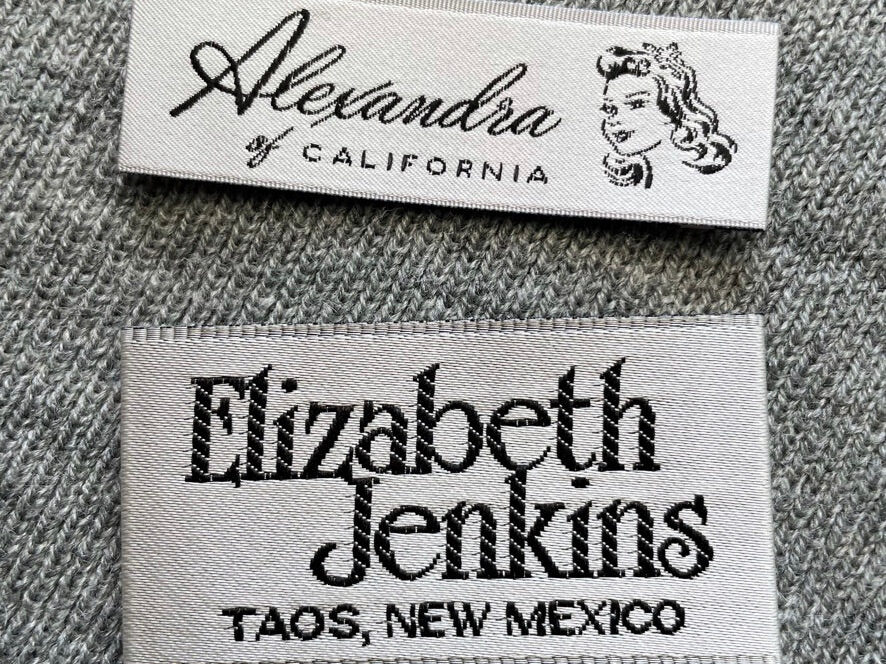 Alexandra
of CALIFORNIA
Elizabeth
Jenkins
TAOS, NEW MEXICO